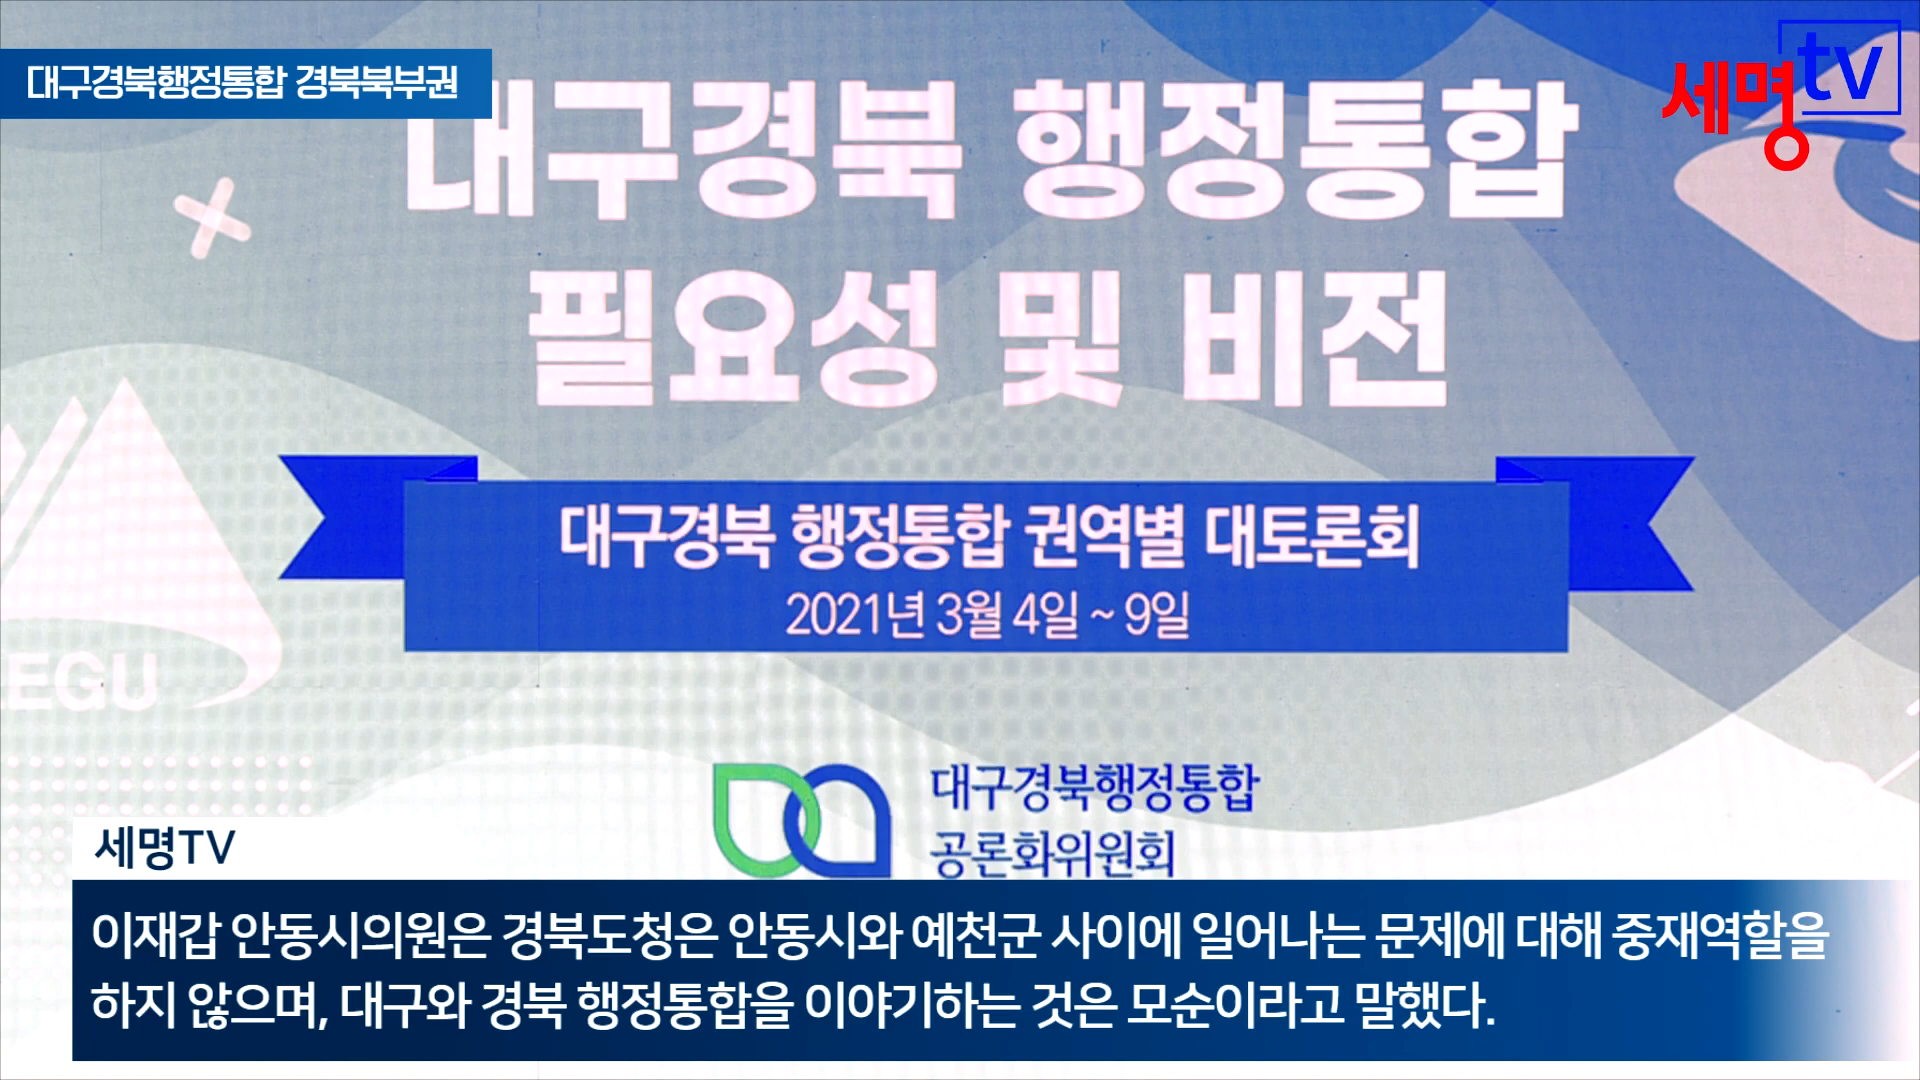 대구경북행정통합 경북북부권
세명tv
대구경북 행정통합
필요성 및 비전
대구경북 행정통합 권역별 대토론회
2021년 3월 4일 ~ 9일
EGU
대구경북행정통합
공론화위원회
세명TV
이재갑 안동시의원은 경북도청은 안동시와 예천군 사이에 일어나는 문제에 대해 중재역할을
하지 않으며, 대구와 경북 행정통합을 이야기하는 것은 모순이라고 말했다.